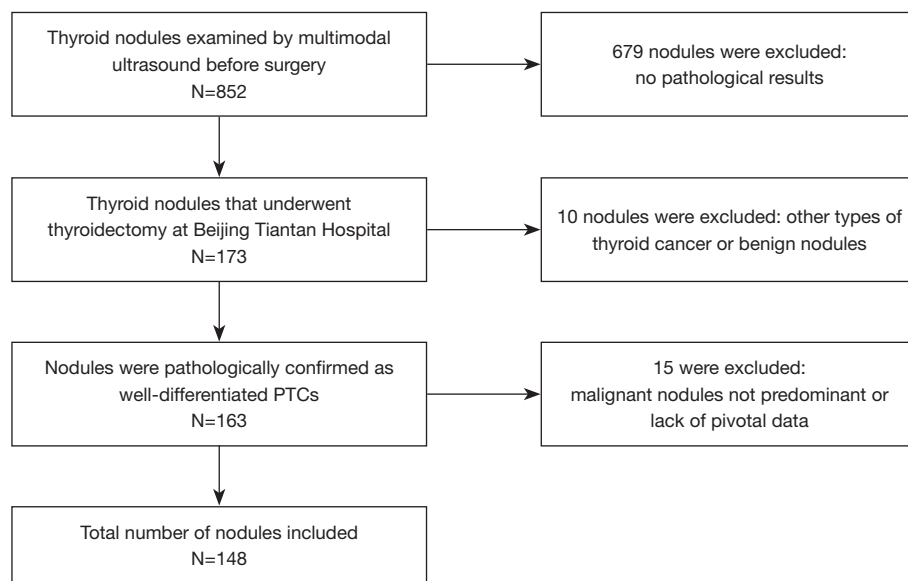 Thyroid nodules examined by multimodal
ultrasound before surgery
N=852
679 nodules were excluded:
no pathological results
Thyroid nodules that underwent
thyroidectomy at Beijing Tiantan Hospital
N=173
10 nodules were excluded: other types of
thyroid cancer or benign nodules
Nodules were pathologically confirmed as
well-differentiated PTCs
N=163
15 were excluded:
malignant nodules not predominant or
lack of pivotal data
Total number of nodules included
N=148